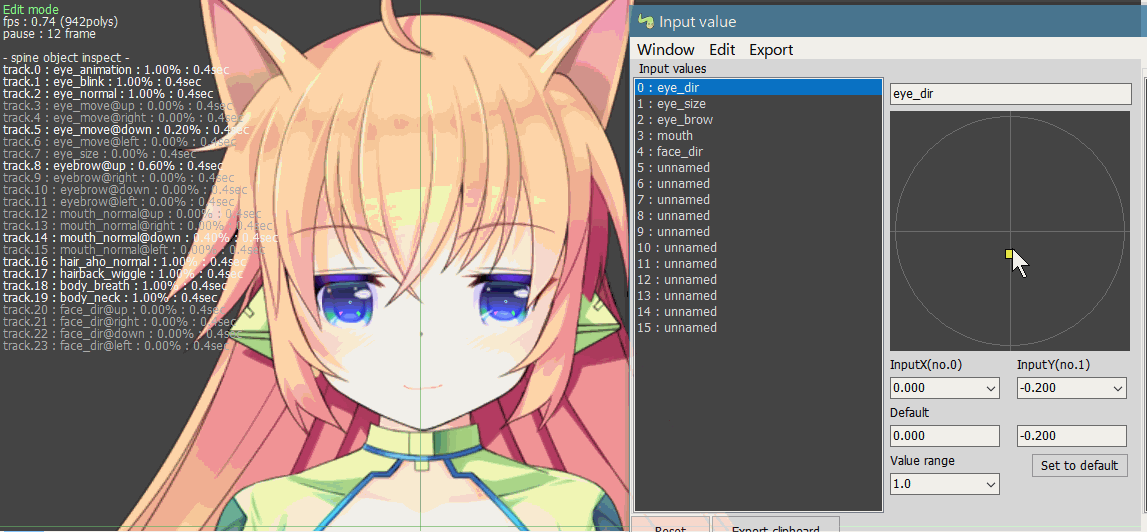 Edit mode
fps : 0.74 (942polys)
pause : 12 frame
- spine object inspect -
track.0 : eye_animation : 1.00% : 0.4sec
track.1 : eye_blink : 1.00% : 0.4sec
track.2 : eye_normal : 1.00% : 0.4sec
track.3 : eye_move@up : 0.00% : 0.4sec
track.4 : eye_move@right : 0.00% : 0.4sec
track.5 : eye_move@down : 0.20% : 0.4sec
track.6 : eye_move@left : 0.00% : 0.4sec
track.7 : eye_size : 0.00% : 0.4sec
track.8 : eyebrow@up : 0.60% : 0.4sec
track.9 : eyebrow@right : 0.00% : 0.4sec
track.10 : eyebrow@down : 0.00% : 0.4sec
track.11 : eyebrow@left : 0.00% : 0.4sec
track.12 : mouth_normal@up : 0.00% : 0.4sec
track.13 : mouth_normal@right : 0.00% : 0.4sec
track.14 : mouth_normal@down : 0.40% : 0.4sec
track.15 : mouth_normal@left : 0.00% : 0.4sec
track.16 : hair_aho_normal : 1.00% : 0.4sec
track.17 : hairback_wiggle : 1.00% : 0.4sec
track.18 : body_breath : 1.00% : 0.4sec
track.19 : body_neck : 1.00% : 0.4sec
track.20 : face_dir@up : 0.00% : 0.4sec
track.21 : face_dir@right : 0.00% : 0.4sec
track.22 : face_dir@down : 0.00% : 0.4sec
track.23 : face_dir@left : 0.00% : 0.4sec
Input value
Window Edit Export
Input values
0 : eye_dir
1 : eye_size
2 : eye_brow
3 : mouth
4 : face_dir
5 : unnamed
6 : unnamed
7 : unnamed
8 : unnamed
9 : unnamed
10 : unnamed
11 : unnamed
12 : unnamed
13 : unnamed
14 : unnamed
15 : unnamed
eye_dir
InputX(no.0) InputY(no.1)
0.000 -0.200
Default
0.000 -0.200
Value range
Set to default
1.0
Reset Export clipboard